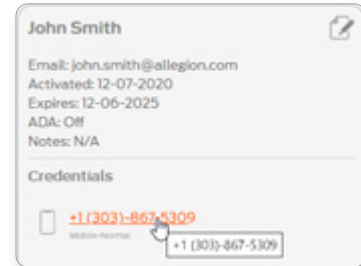 John Smith
Email: john.smith@allegion.com
Activated: 12-07-2020
Expires: 12-06-2025
ADA: Off
Notes: N/A
Credentials
+1 (303)-867-5309
Mobile-Normal
+1 (303)-867-5309